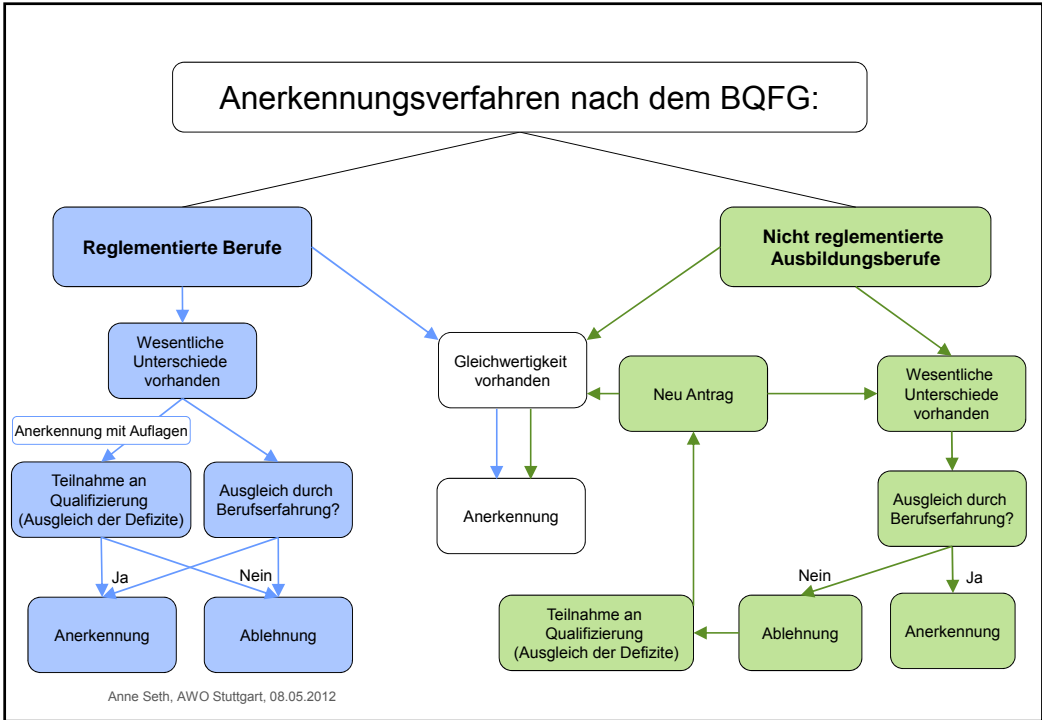 Anerkennungsverfahren nach dem BQFG:
Reglementierte Berufe
Nicht reglementierte
Ausbildungsberufe
Wesentliche
Unterschiede
vorhanden
Gleichwertigkeit
vorhanden
Neu Antrag
Wesentliche
Unterschiede
vorhanden
Anerkennung mit Auflagen
Teilnahme an
Qualifizierung
(Ausgleich der Defizite)
Ausgleich durch
Berufserfahrung?
Anerkennung
Ausgleich durch
Berufserfahrung?
Ja
Nein
Nein
Ja
Anerkennung
Ablehnung
Teilnahme an
Qualifizierung
(Ausgleich der Defizite)
Ablehnung
Anerkennung
Anne Seth, AWO Stuttgart, 08.05.2012